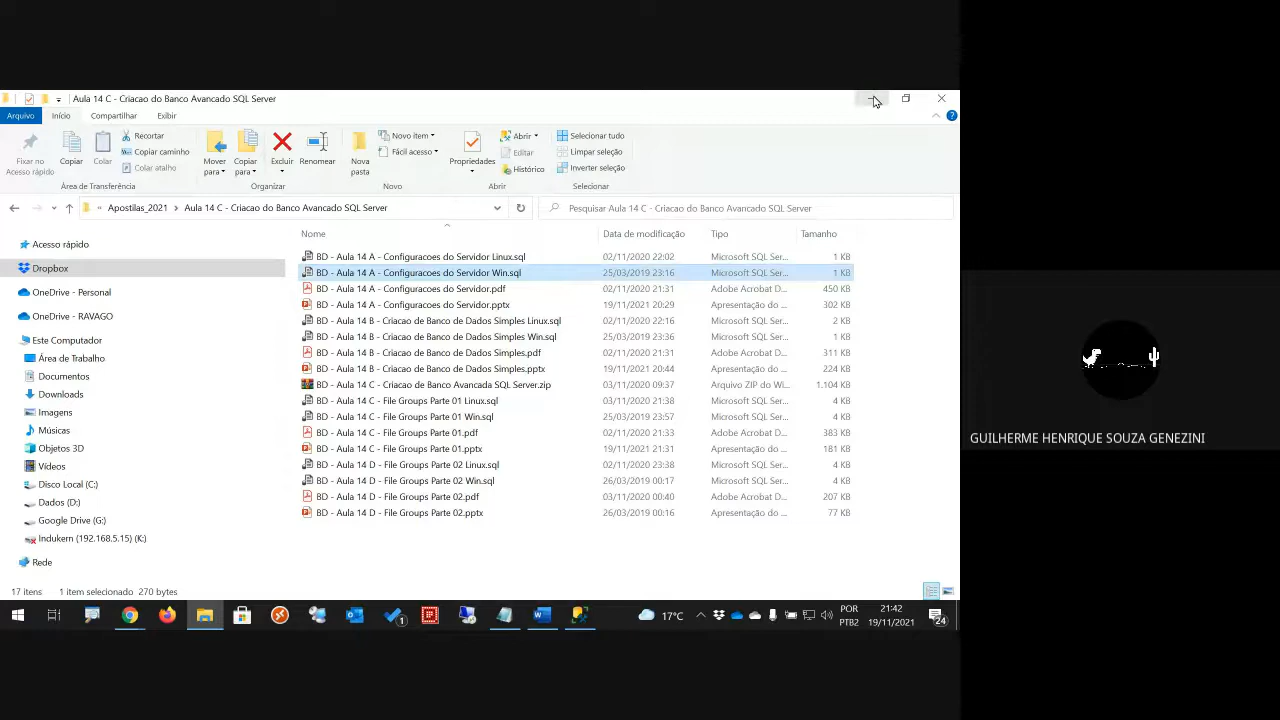 Aula 14 C - Criacao do Banco Avancado SQL Server
Arquivo Início Compartilhar Exibir
Fixar no Acesso rápido
Copiar
Colar
Recortar
Copiar caminho
Colar atalho
Mover para
Copiar para
Excluir
Renomear
Nova pasta
Novo item
Fácil acesso
Propriedades
Abrir
Editar
Histórico
Selecionar tudo
Limpar seleção
Inverter seleção
Área de Transferência Organizar Novo Abrir Selecionar
« Apostilas_2021 > Aula 14 C - Criacao do Banco Avancado SQL Server
Pesquisar Aula 14 C - Criacao do Banco Avancado SQL Server
Acesso rápido
Dropbox
OneDrive - Personal
OneDrive - RAVAGO
Este Computador
Área de Trabalho
Documentos
Downloads
Imagens
Músicas
Objetos 3D
Vídeos
Disco Local (C:)
Dados (D:)
Google Drive (G:)
Indukern (192.168.5.15) (K:)
Rede
Nome Data de modificação Tipo Tamanho
BD - Aula 14 A - Configuracoes do Servidor Linux.sql 02/11/2020 22:02 Microsoft SQL Ser... 1 KB
BD - Aula 14 A - Configuracoes do Servidor Win.sql 25/03/2019 23:16 Microsoft SQL Ser... 1 KB
BD - Aula 14 A - Configuracoes do Servidor.pdf 02/11/2020 21:31 Adobe Acrobat D... 450 KB
BD - Aula 14 A - Configuracoes do Servidor.pptx 19/11/2021 20:29 Apresentação do ... 302 KB
BD - Aula 14 B - Criacao de Banco de Dados Simples Linux.sql 02/11/2020 22:16 Microsoft SQL Ser... 2 KB
BD - Aula 14 B - Criacao de Banco de Dados Simples Win.sql 25/03/2019 23:36 Microsoft SQL Ser... 1 KB
BD - Aula 14 B - Criacao de Banco de Dados Simples.pdf 02/11/2020 21:31 Adobe Acrobat D... 311 KB
BD - Aula 14 B - Criacao de Banco de Dados Simples.pptx 19/11/2021 20:44 Apresentação do ... 224 KB
BD - Aula 14 C - Criacao de Banco Avancada SQL Server.zip 03/11/2020 09:37 Arquivo ZIP do Wi... 1.104 KB
BD - Aula 14 C - File Groups Parte 01 Linux.sql 03/11/2020 21:38 Microsoft SQL Ser... 4 KB
BD - Aula 14 C - File Groups Parte 01 Win.sql 25/03/2019 23:57 Microsoft SQL Ser... 4 KB
BD - Aula 14 C - File Groups Parte 01.pdf 02/11/2020 21:33 Adobe Acrobat D... 383 KB
BD - Aula 14 C - File Groups Parte 01.pptx 19/11/2021 21:31 Apresentação do ... 181 KB
BD - Aula 14 D - File Groups Parte 02 Linux.sql 02/11/2020 23:38 Microsoft SQL Ser... 4 KB
BD - Aula 14 D - File Groups Parte 02 Win.sql 26/03/2019 00:17 Microsoft SQL Ser... 4 KB
BD - Aula 14 D - File Groups Parte 02.pdf 03/11/2020 00:40 Adobe Acrobat D... 207 KB
BD - Aula 14 D - File Groups Parte 02.pptx 26/03/2019 00:16 Apresentação do ... 77 KB
17 itens 1 item selecionado 270 bytes
1
17°C
POR
PTB2
21:42
19/11/2021
24
GUILHERME HENRIQUE SOUZA GENEZINI